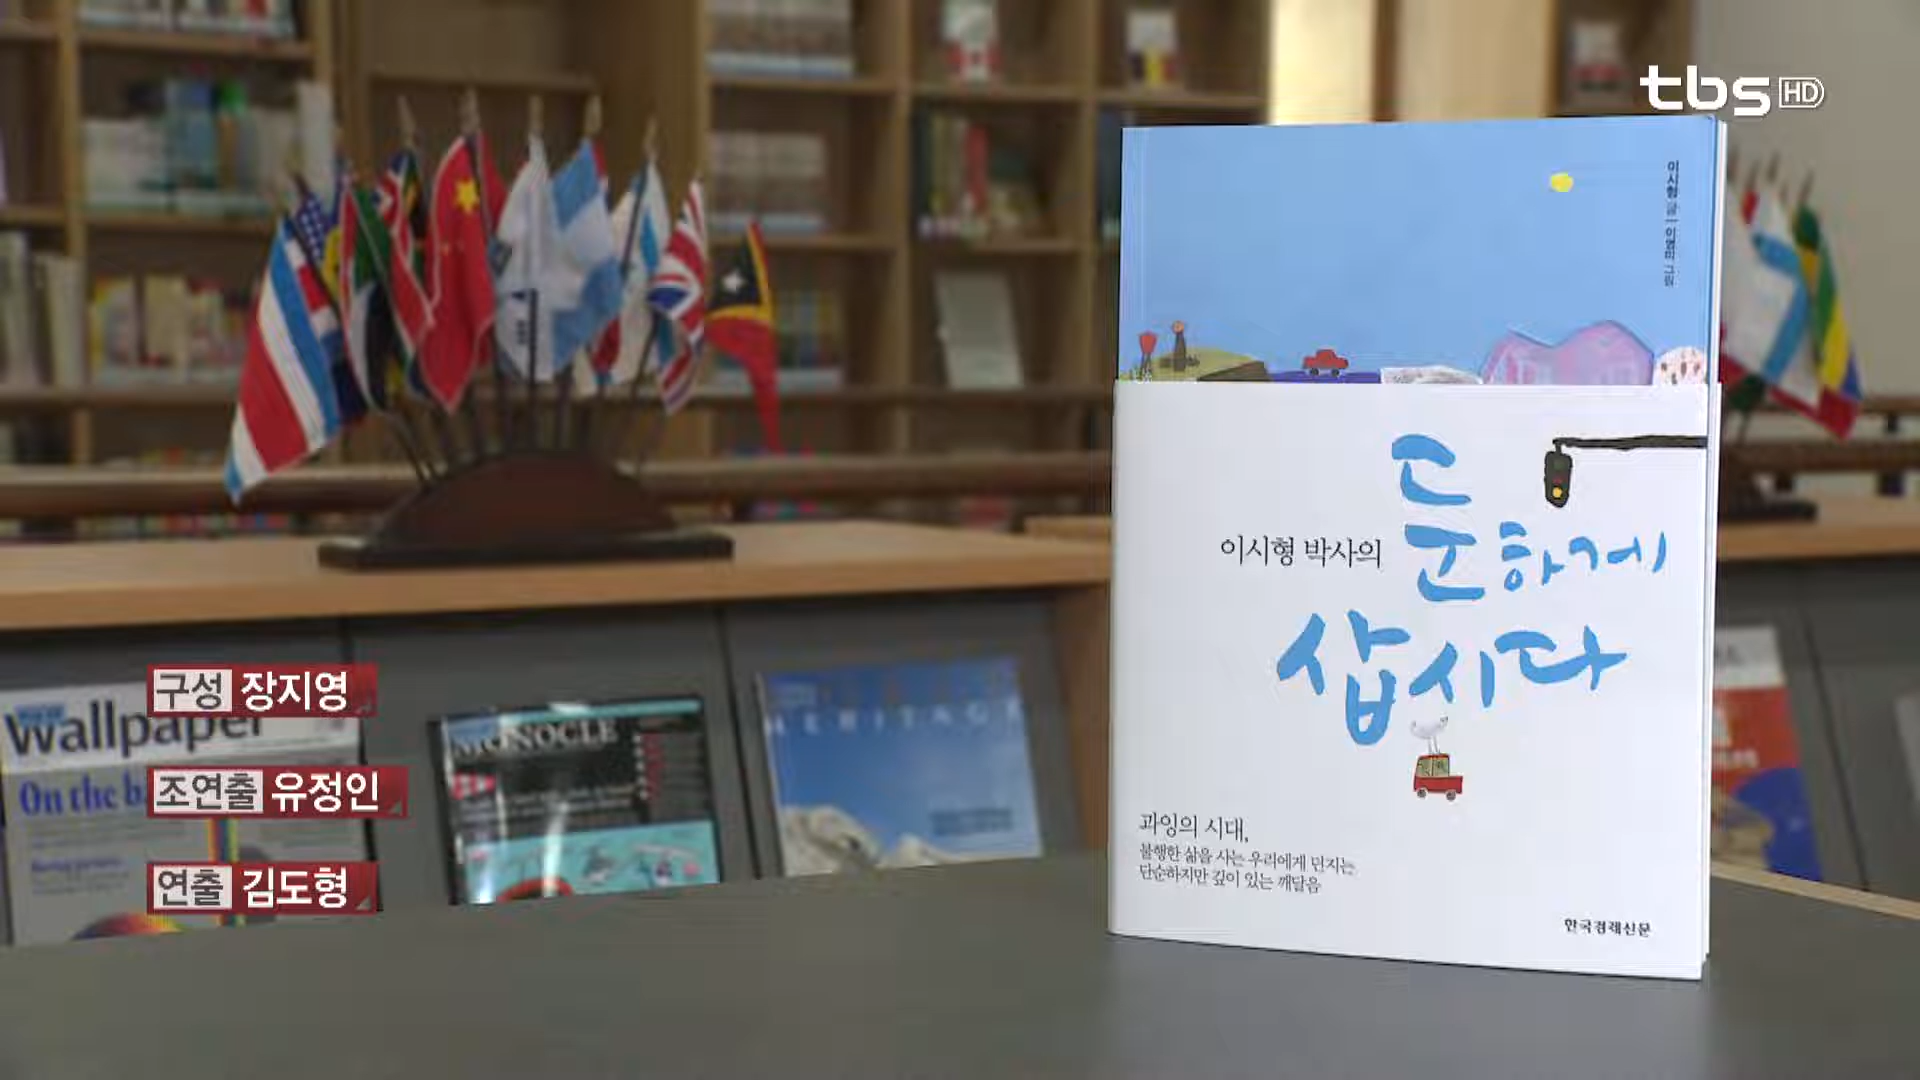 tbs HD
이시형 글 | 이영미 그림
이시형 박사의
둔하게
삽시다
과잉의 시대,
불행한 삶을 사는 우리에게 던지는
단순하지만 깊이 있는 깨달음
한국경제신문
구성 장지영
조연출 유정인
연출 김도형
Wallpaper
On the
MONOCLE
HERITAGE